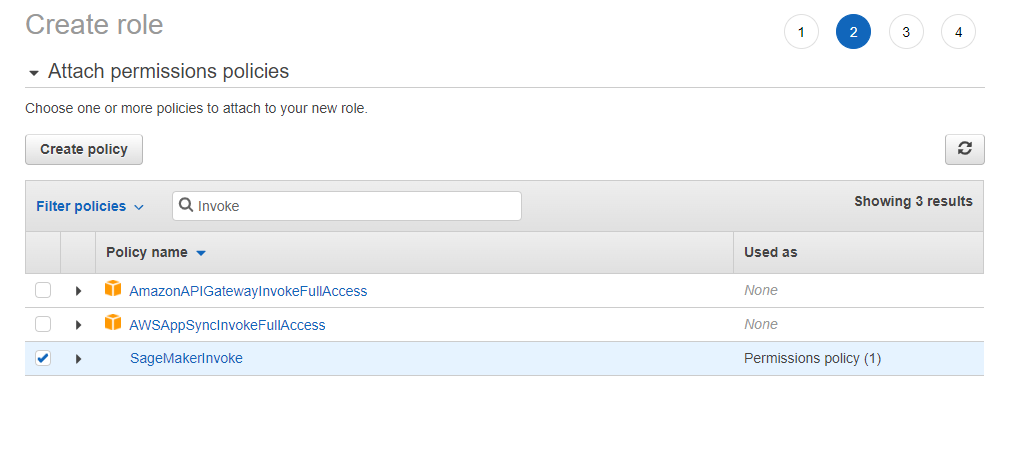 Create role
1 2 3 4
Attach permissions policies
Choose one or more policies to attach to your new role.
Create policy
Filter policies Invoke Showing 3 results
Policy name Used as
AmazonAPIGatewayInvokeFullAccess None
AWSAppSyncInvokeFullAccess None
SageMakerInvoke Permissions policy (1)